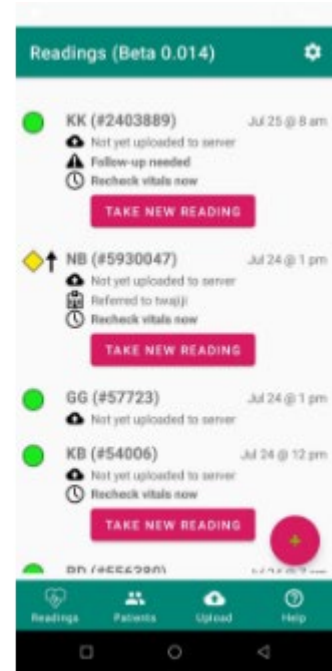 Readings (Beta 0.014)
KK (#2403889) Jul 25 @ 8 am
Not yet uploaded to server
Follow-up needed
Recheck vitals now
TAKE NEW READING
NB (#5930047) Jul 24 @ 1 pm
Not yet uploaded to server
Referred to twajiji
Recheck vitals now
TAKE NEW READING
GG (#57723) Jul 24 @ 1 pm
Not yet uploaded to server
KB (#54006) Jul 24 @ 12 pm
Not yet uploaded to server
Recheck vitals now
TAKE NEW READING
+
Readings Patients Upload Help